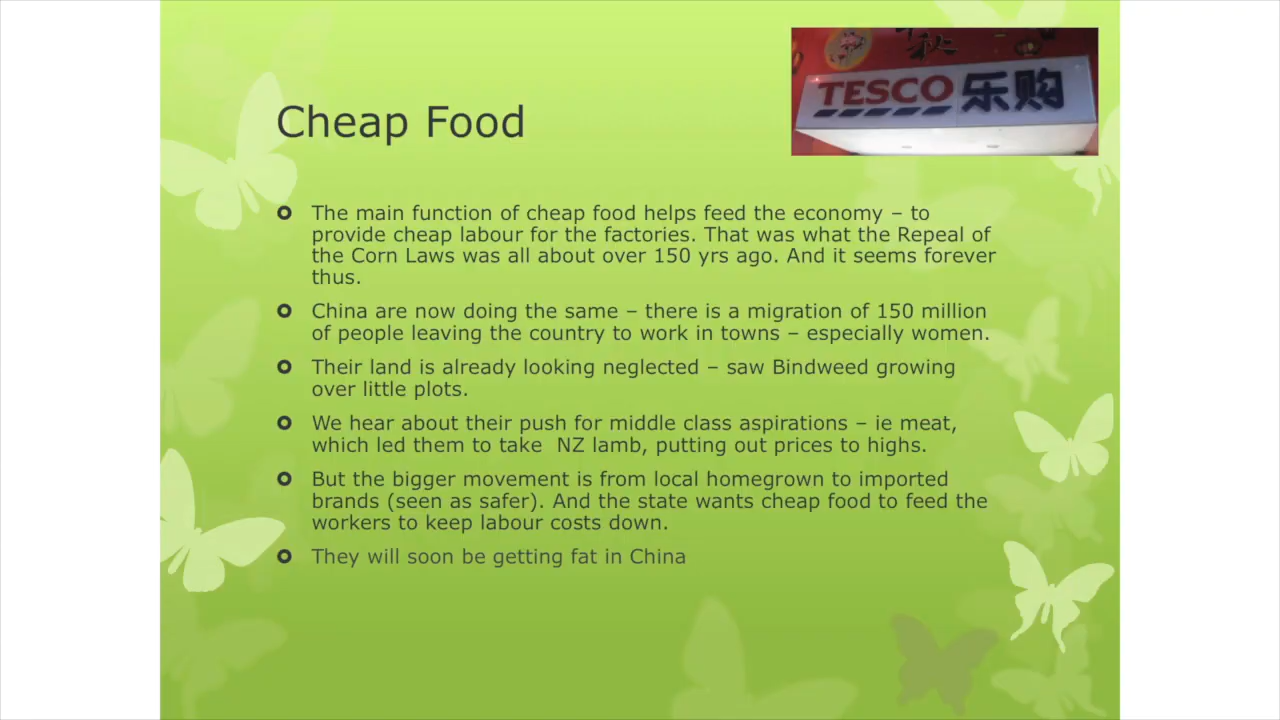 TESCO 乐购
Cheap Food
The main function of cheap food helps feed the economy – to
provide cheap labour for the factories. That was what the Repeal of
the Corn Laws was all about over 150 yrs ago. And it seems forever
thus.
China are now doing the same – there is a migration of 150 million
of people leaving the country to work in towns – especially women.
Their land is already looking neglected – saw Bindweed growing
over little plots.
We hear about their push for middle class aspirations – ie meat,
which led them to take  NZ lamb, putting out prices to highs.
But the bigger movement is from local homegrown to imported
brands (seen as safer). And the state wants cheap food to feed the
workers to keep labour costs down.
They will soon be getting fat in China